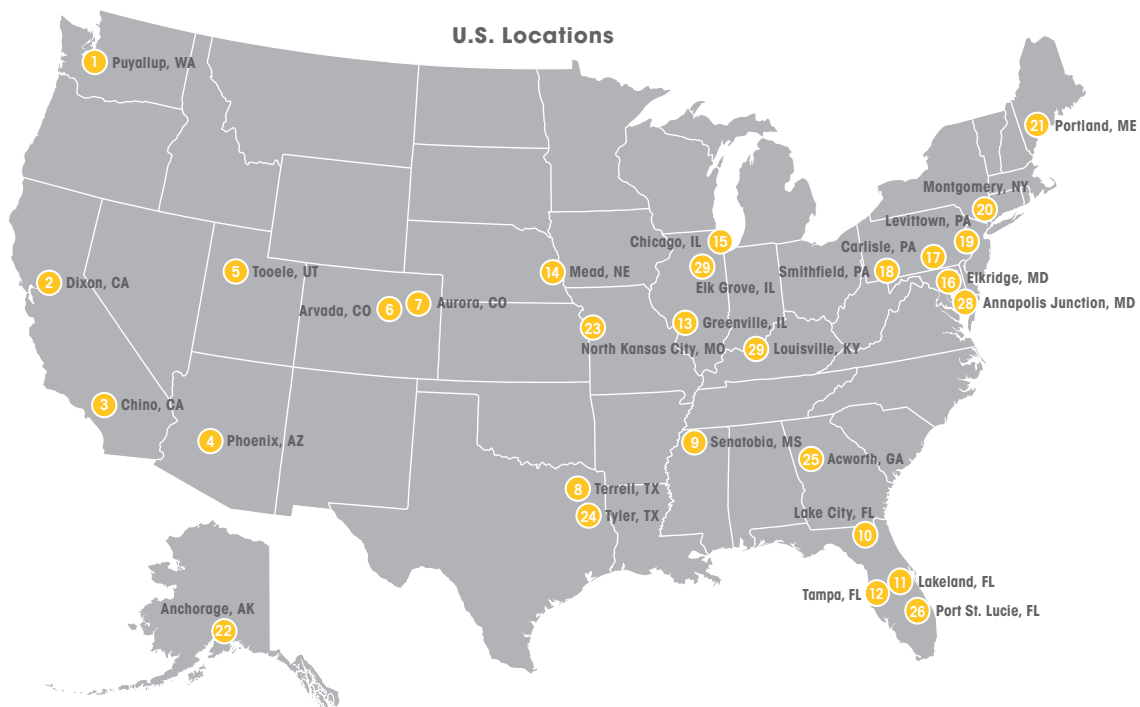 U.S. Locations
1 Puyallup, WA
21 Portland, ME
Montgomery, NY
20
Levittown, PA
19
Chicago, IL 15
Carlisle, PA
17
2 Dixon, CA
5 Tooele, UT
14 Mead, NE
29
Elk Grove, IL
Smithfield, PA 18
Elkridge, MD
16
Arvada, CO 6
7 Aurora, CO
28 Annapolis Junction, MD
13 Greenville, IL
23
North Kansas City, MO
29 Louisville, KY
3 Chino, CA
4 Phoenix, AZ
9 Senatobia, MS
25 Acworth, GA
8 Terrell, TX
24 Tyler, TX
Lake City, FL
10
11 Lakeland, FL
Tampa, FL 12
26 Port St. Lucie, FL
Anchorage, AK
22